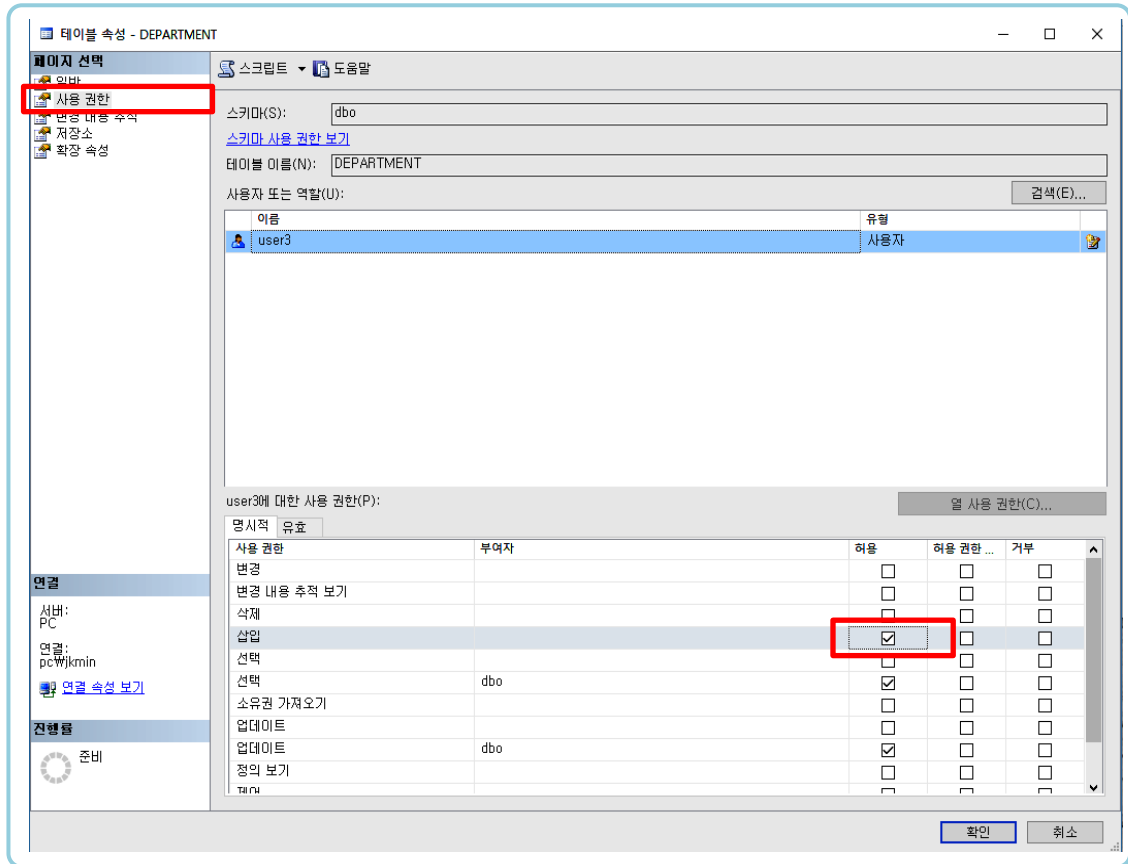 테이블 속성 - DEPARTMENT
페이지 선택
일반
사용 권한
변경 내용 추적
저장소
확장 속성
스크립트 도움말
스키마(S): dbo
스키마 사용 권한 보기
테이블 이름(N): DEPARTMENT
사용자 또는 역할(U): 검색(E)...
이름 유형
user3 사용자
user3에 대한 사용 권한(P): 열 사용 권한(C)...
명시적 유효
사용 권한 부여자 허용 허용 권한 ... 거부
변경
변경 내용 추적 보기
삭제
삽입
선택
선택 dbo
소유권 가져오기
업데이트
업데이트 dbo
정의 보기
제어
연결
서버:
PC
연결:
pc₩jkmin
연결 속성 보기
진행률
준비
확인 취소